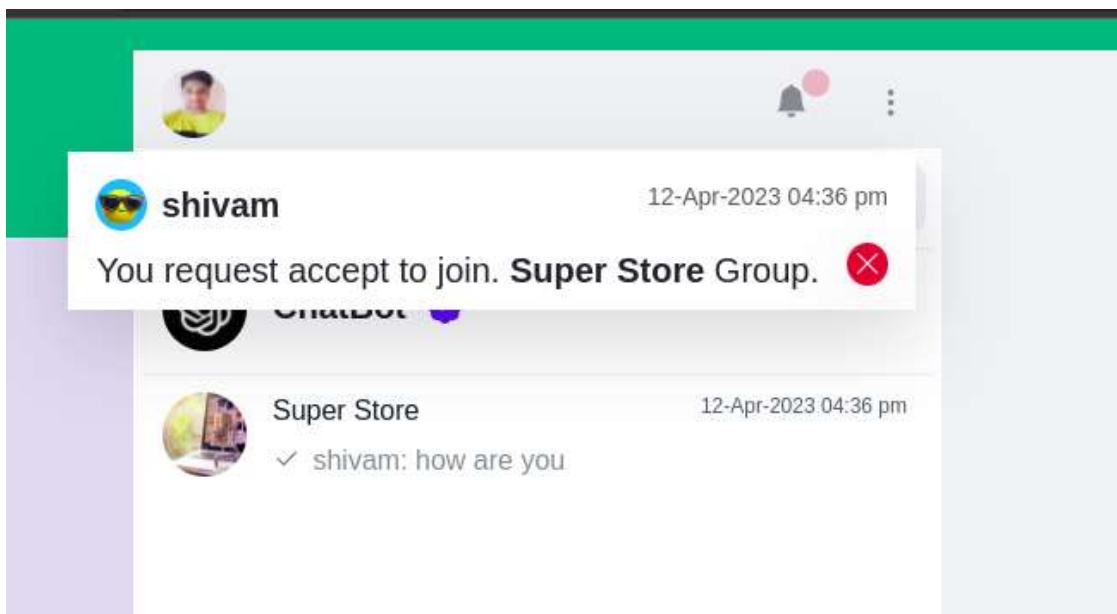 shivam
12-Apr-2023 04:36 pm
You request accept to join. Super Store Group.
ChatBot
Super Store
12-Apr-2023 04:36 pm
shivam: how are you